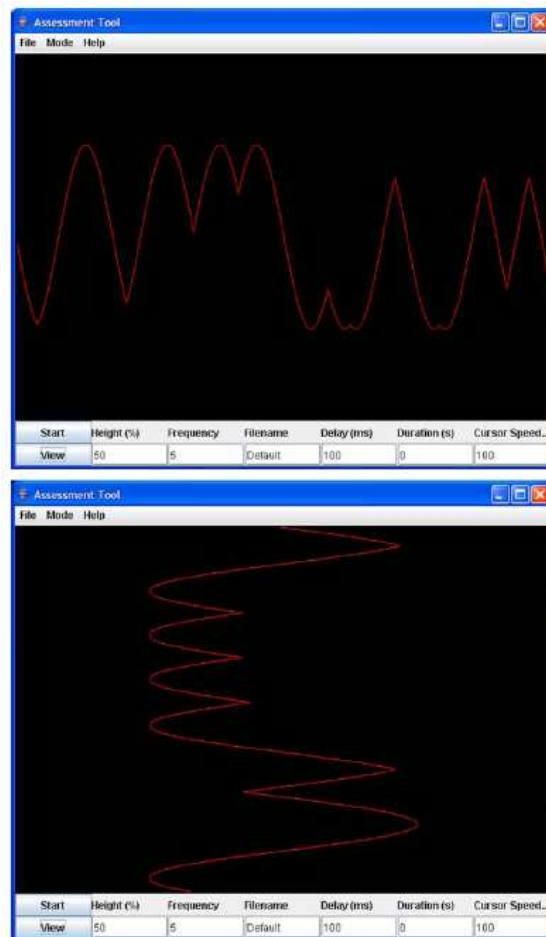 Assessment Tool
File Mode Help
Start Height (%) Frequency Filename Delay (ms) Duration (s) Cursor Speed...
View 50 5 Default 100 0 100
Assessment Tool
File Mode Help
Start Height (%) Frequency Filename Delay (ms) Duration (s) Cursor Speed...
View 50 5 Default 100 0 100